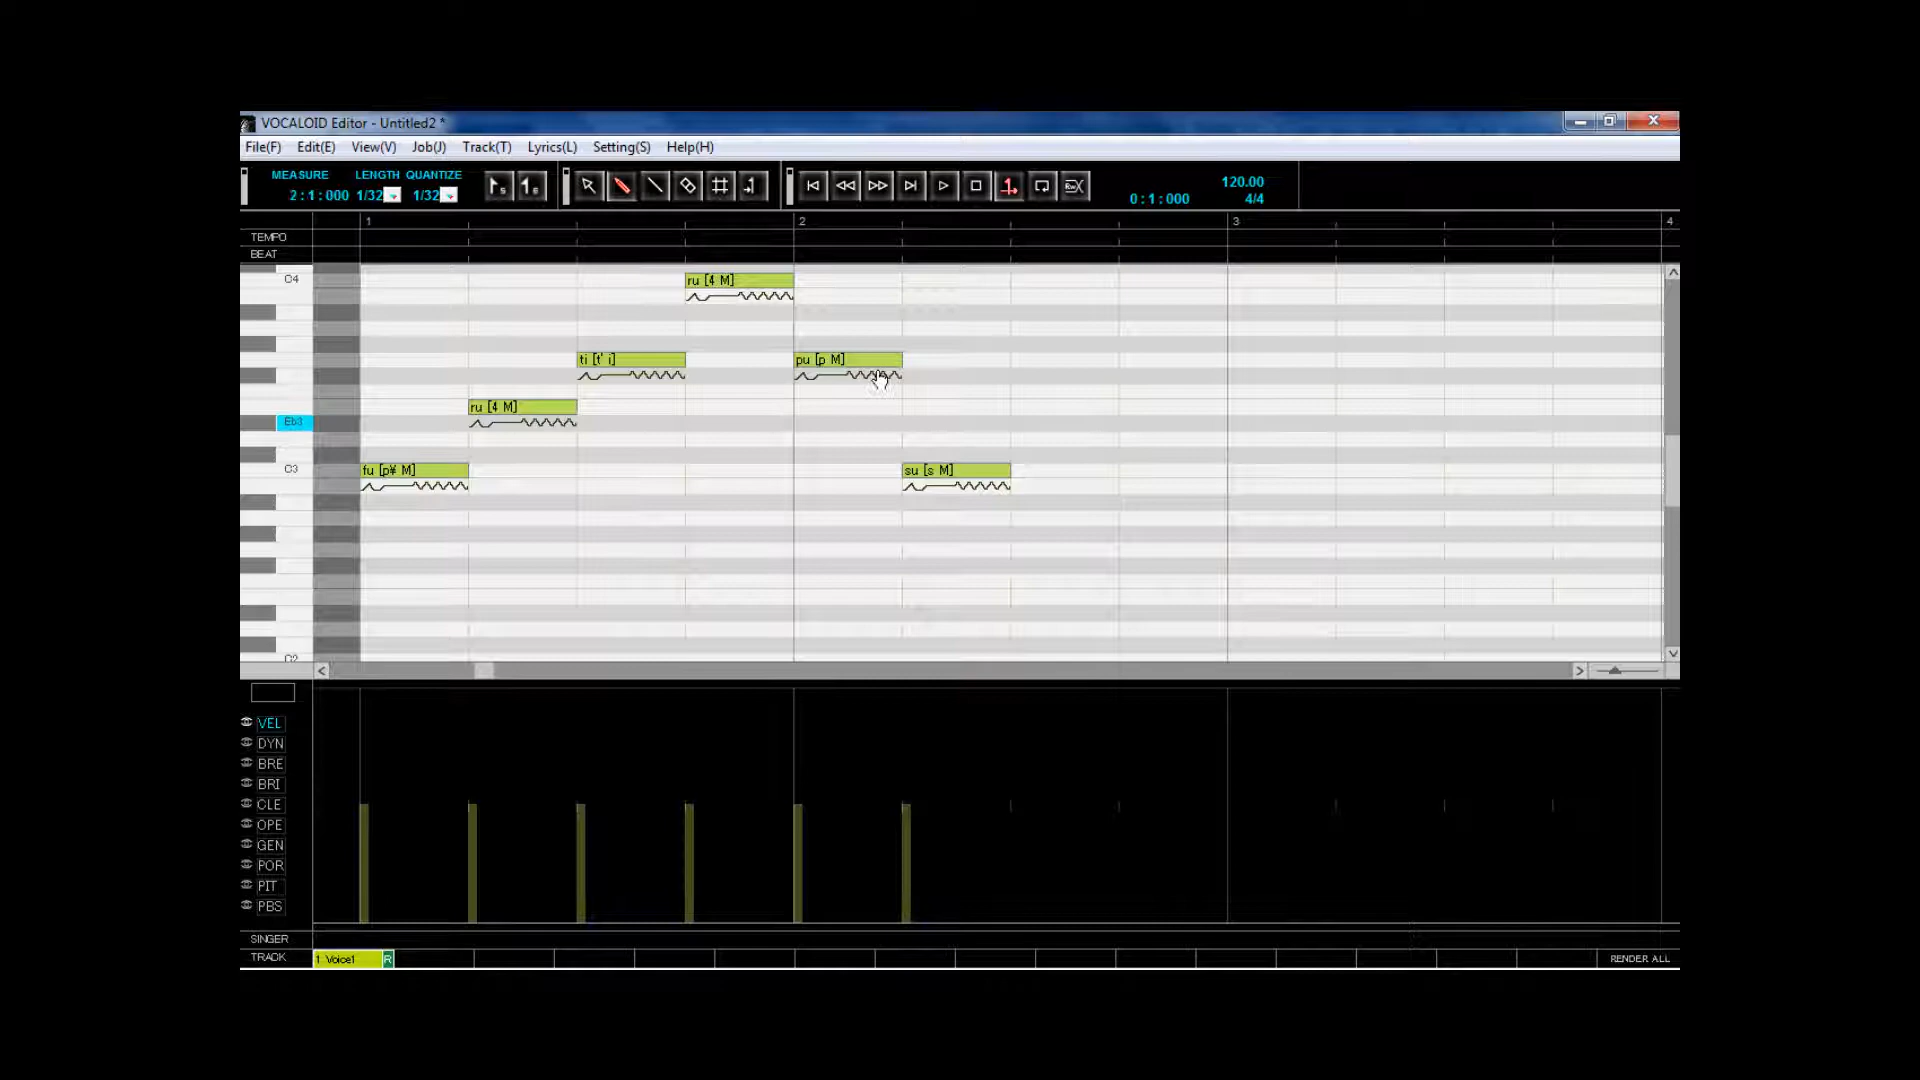 VOCALOID Editor - Untitled2 *
File(F) Edit(E) View(V) Job(J) Track(T) Lyrics(L) Setting(S) Help(H)
MEASURE LENGTH QUANTIZE
2 : 1 : 000 1/32 1/32
120.00
0 : 1 : 000 4/4
1 2 3 4
TEMPO
BEAT
C4
ru [4 M]
ti [t' i]
pu [p M]
ru [4 M]
Eb3
C3
fu [p¥ M]
su [s M]
C2
VEL
DYN
BRE
BRI
CLE
OPE
GEN
POR
PIT
PBS
SINGER
TRACK 1 Voice1 R RENDER ALL